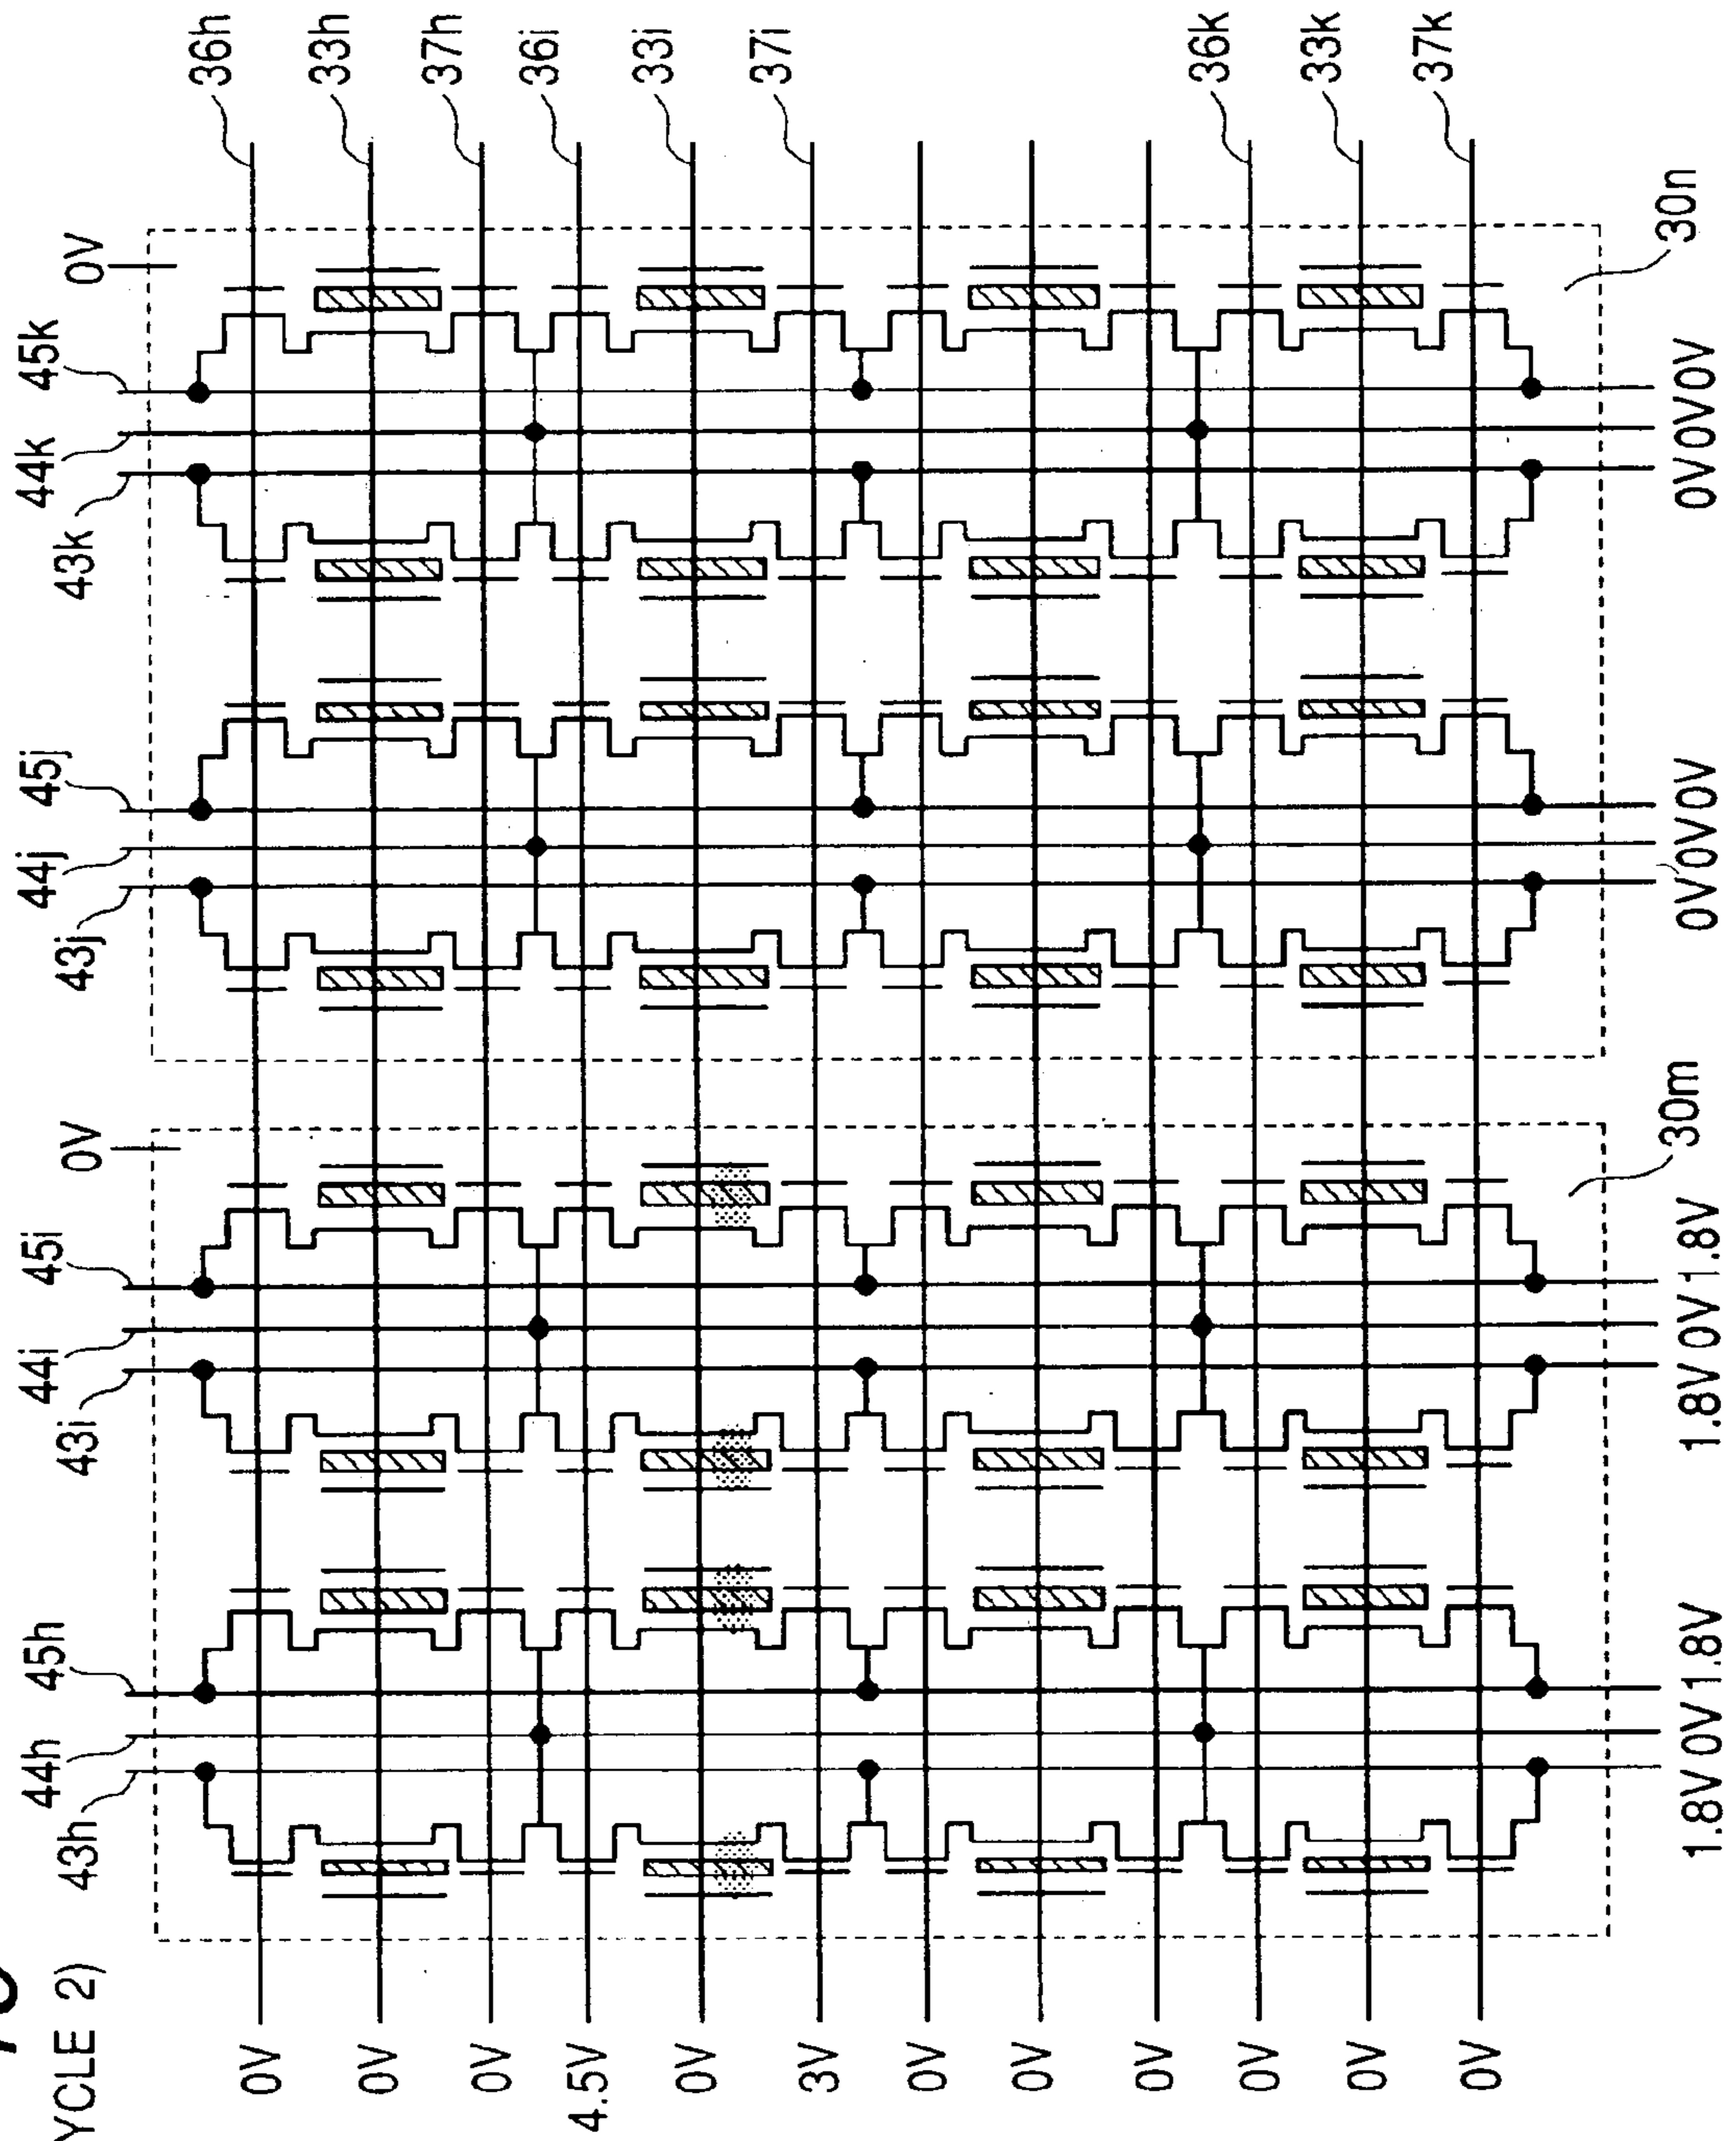 YCLE 2)
36h
33h
37h
36i
33i
37i
36k
33k
37k
0V
45k
44k
43k
45j
44j
43j
0V
45i
44i
43i
45h
44h
43h
30n
30m
0V 0V 0V
0V 0V 0V
1.8V 0V 1.8V
1.8V 0V 1.8V
0V
0V
0V
4.5V
0V
3V
0V
0V
0V
0V
0V
0V